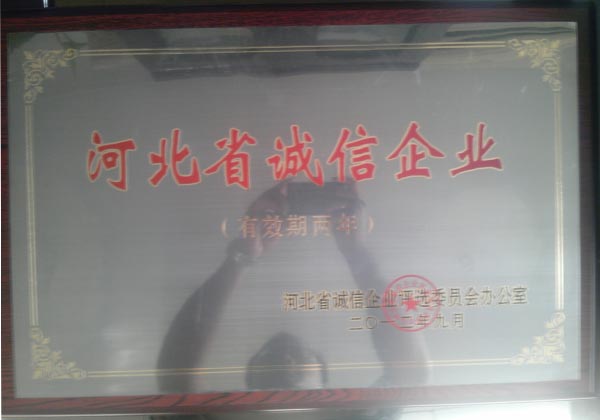 河北省诚信企业
（有效期两年）
河北省诚信企业评选委员会办公室
二〇一二年九月